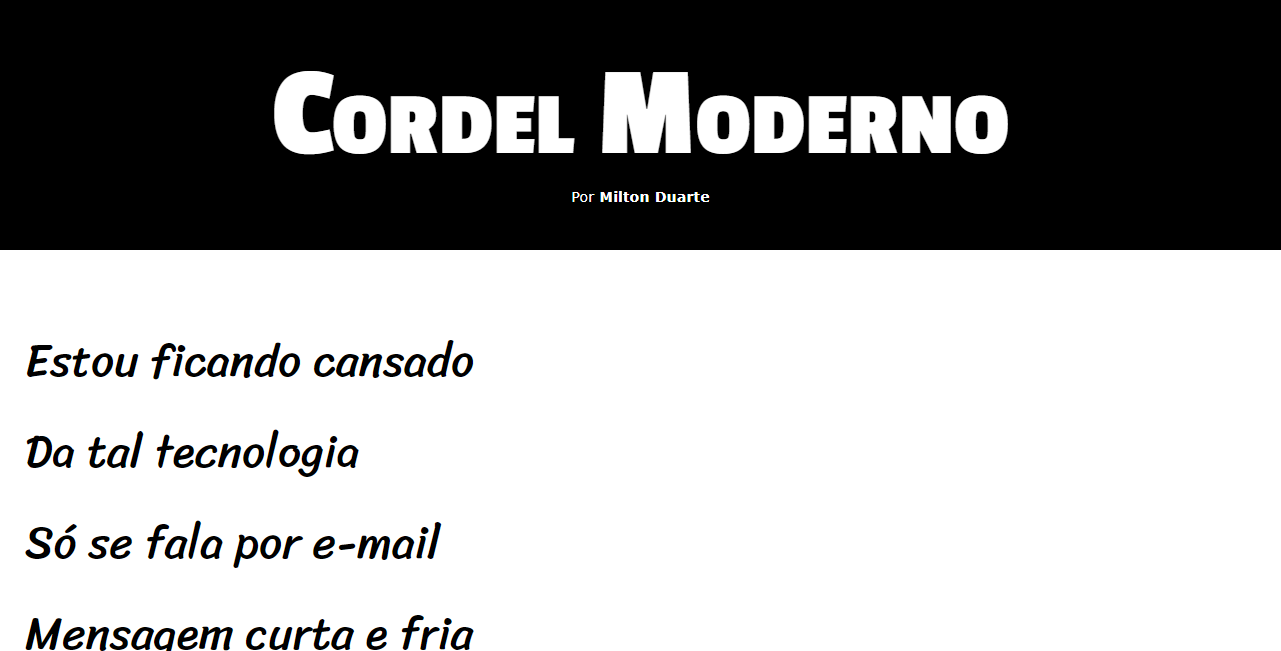 Cordel Moderno
Por Milton Duarte
Estou ficando cansado
Da tal tecnologia
Só se fala por e-mail
Mensagem curta e fria